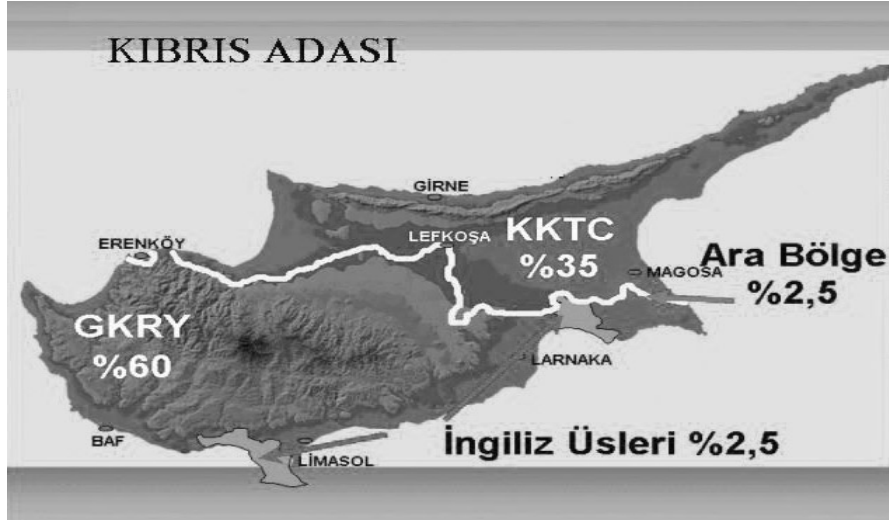 KIBRIS ADASI
GİRNE
ERENKÖY
LEFKOŞA
KKTC
%35
MAGOSA
Ara Bölge
%2,5
GKRY
%60
LARNAKA
BAF
LİMASOL
İngiliz Üsleri %2,5